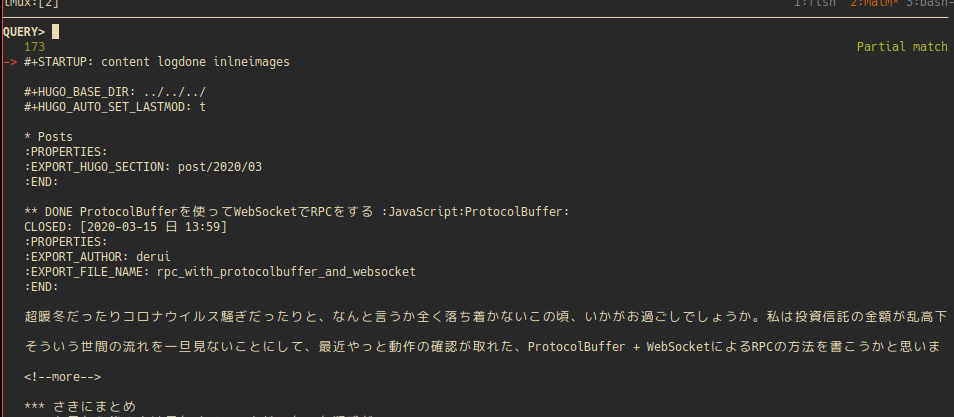 tmux:[2] 1:fish 2:MatM* 3:bash-
QUERY>
173 Partial match
-> #+STARTUP: content logdone inlneimages
#+HUGO_BASE_DIR: ../../../
#+HUGO_AUTO_SET_LASTMOD: t
* Posts
:PROPERTIES:
:EXPORT_HUGO_SECTION: post/2020/03
:END:
** DONE ProtocolBufferを使ってWebSocketでRPCをする :JavaScript:ProtocolBuffer:
CLOSED: [2020-03-15 日 13:59]
:PROPERTIES:
:EXPORT_AUTHOR: derui
:EXPORT_FILE_NAME: rpc_with_protocolbuffer_and_websocket
:END:
超暖冬だったりコロナウイルス騒ぎだったりと、なんと言うか全く落ち着かないこの頃、いかがお過ごしでしょうか。私は投資信託の金額が乱高下
そういう世間の流れを一旦見ないことにして、最近やっと動作の確認が取れた、ProtocolBuffer + WebSocketによるRPCの方法を書こうかと思いま
<!--more-->
*** さきにまとめ